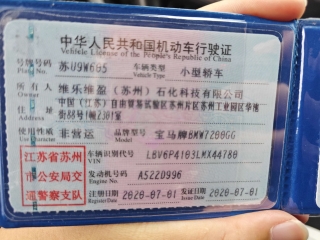 中华人民共和国机动车行驶证
Vehicle License of the People's Republic of China
号牌号码 苏U9W6G5 车辆类型 小型轿车
Plate No. Vehicle Type
所有人 维乐维盈（苏州）石化科技有限公司
Owner
住址 中国（江苏）自由贸易试验区苏州片区苏州工业园区华池
Address 街88号1幢2301室
使用性质 非营运 品牌型号 宝马牌BMW7200GG
Use Character Model
江苏省苏州 车辆识别代号 LBV6P4103LMX44780
VIN
市公安局交 发动机号码 A5220996
Engine No.
通警察支队 注册日期 2020-07-01 发证日期 2020-07-01
Register Date Issue Date